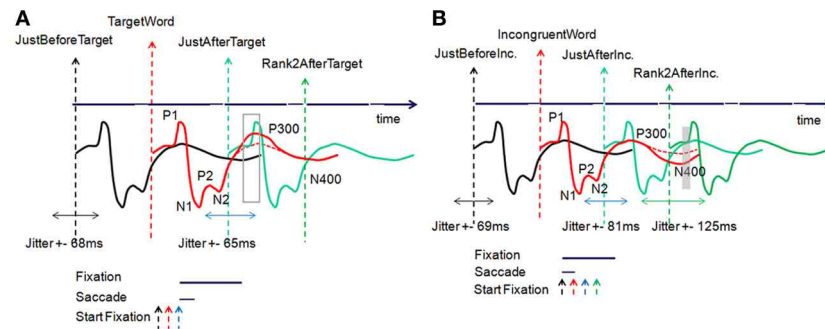 A
TargetWord
JustBeforeTarget
JustAfterTarget
Rank2AfterTarget
time
P1
P300
P2
N400
N1
N2
Jitter +- 68ms
Jitter +- 65ms
Fixation
Saccade
Start Fixation
B
IncongruentWord
JustBeforeInc.
JustAfterInc.
Rank2AfterInc.
time
P1
P300
P2
N400
N1
N2
Jitter +- 69ms
Jitter +- 81ms
Jitter +- 125ms
Fixation
Saccade
Start Fixation